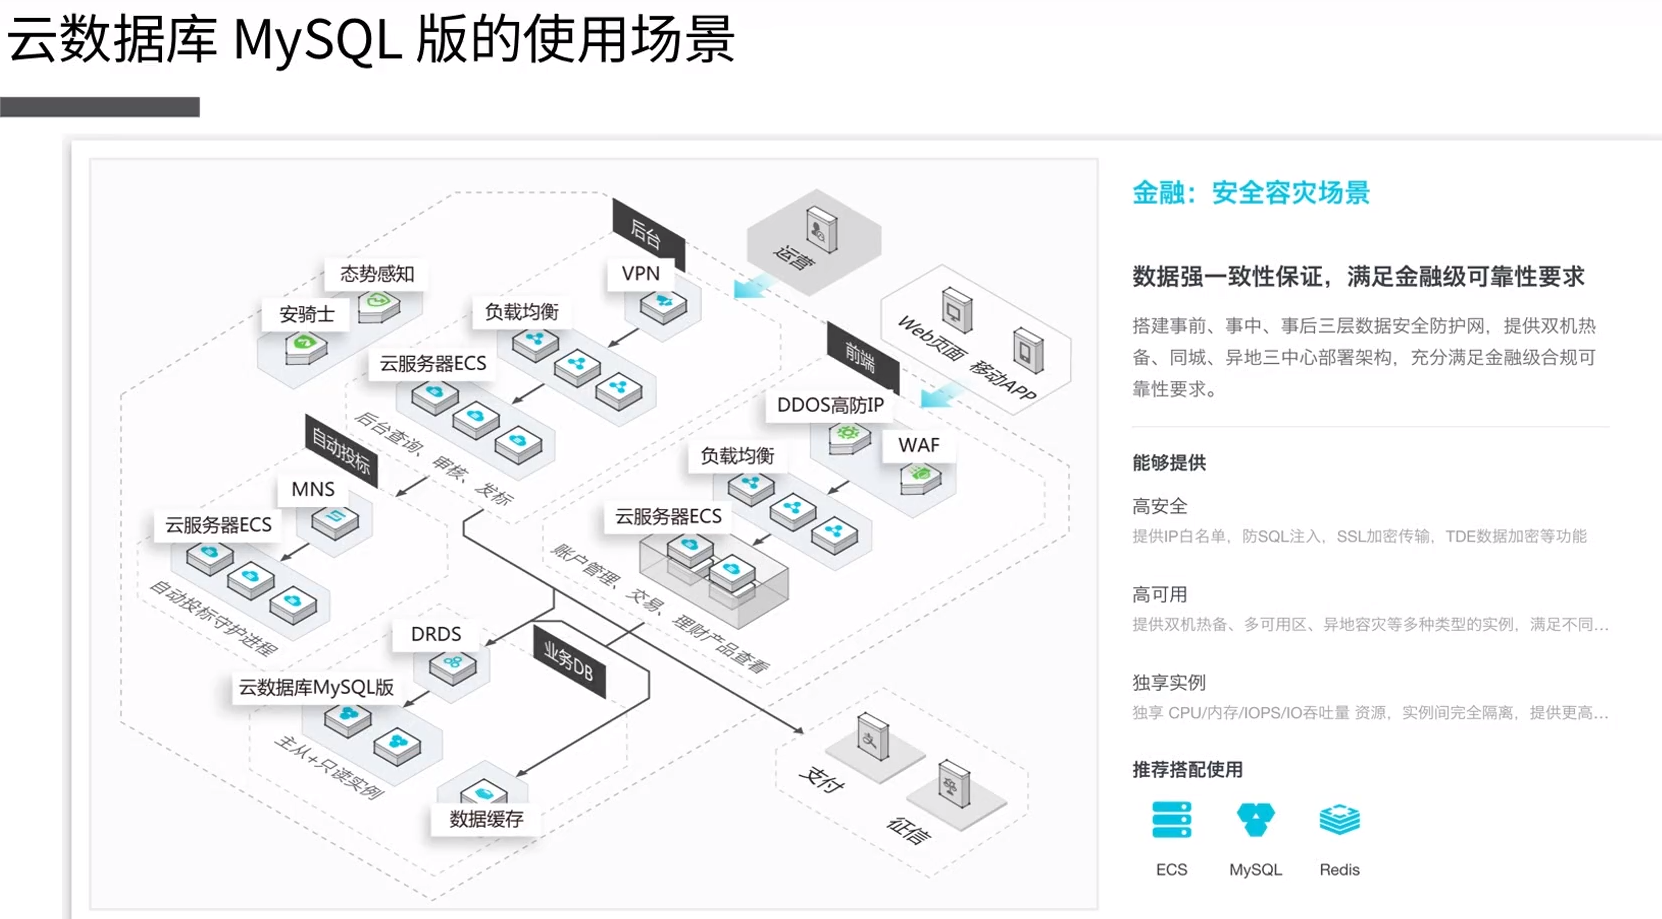 云数据库 MySQL 版的使用场景
后台
运营
VPN
态势感知
安骑士
负载均衡
云服务器ECS
后台查询、审核、发标
Web页面
移动APP
前端
DDOS高防IP
WAF
负载均衡
云服务器ECS
账户管理、交易、理财产品查看
自动投标
MNS
云服务器ECS
自动投标守护进程
DRDS
业务DB
云数据库MySQL版
主从+只读实例
数据缓存
支付
征信
金融：安全容灾场景
数据强一致性保证，满足金融级可靠性要求
搭建事前、事中、事后三层数据安全防护网，提供双机热
备、同城、异地三中心部署架构，充分满足金融级合规可
靠性要求。
能够提供
高安全
提供IP白名单，防SQL注入，SSL加密传输，TDE数据加密等功能
高可用
提供双机热备、多可用区、异地容灾等多种类型的实例，满足不同...
独享实例
独享 CPU/内存/IOPS/IO吞吐量 资源，实例间完全隔离，提供更高...
推荐搭配使用
ECS
MySQL
Redis